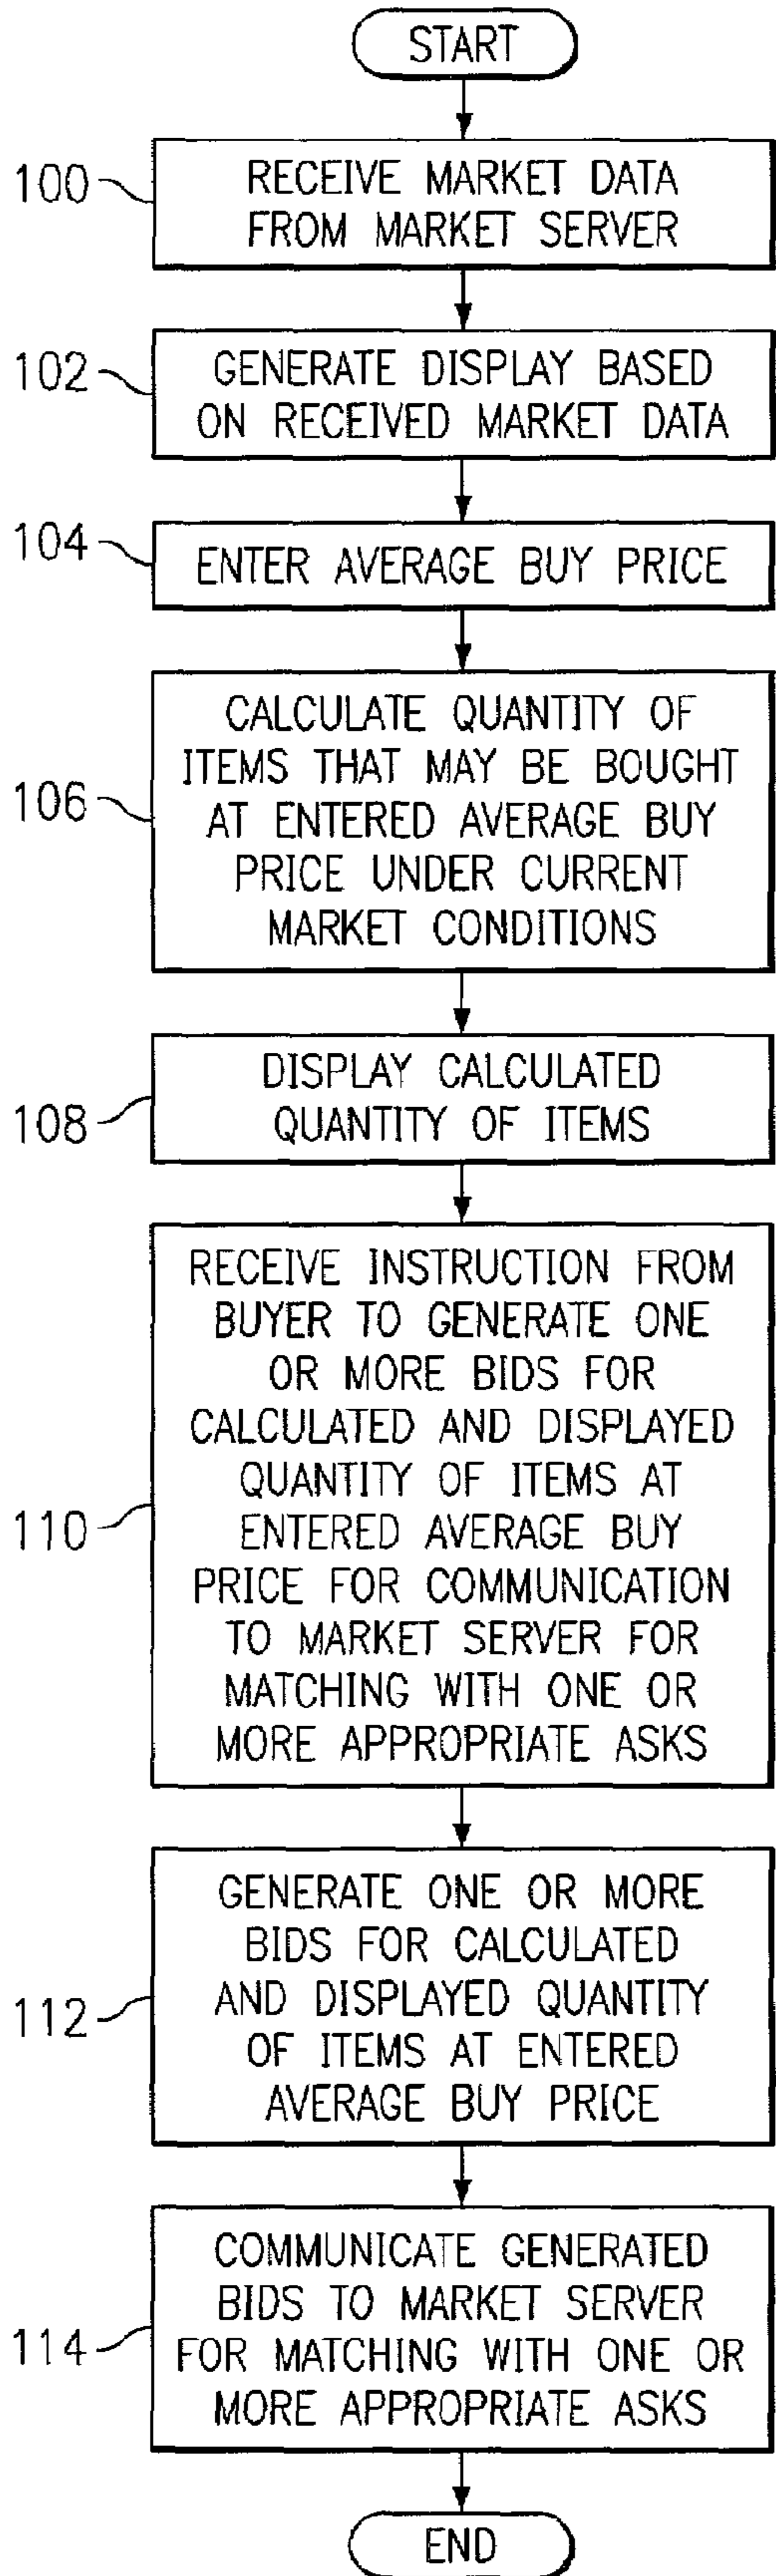 START
100
RECEIVE MARKET DATA
FROM MARKET SERVER
102
GENERATE DISPLAY BASED
ON RECEIVED MARKET DATA
104
ENTER AVERAGE BUY PRICE
106
CALCULATE QUANTITY OF
ITEMS THAT MAY BE BOUGHT
AT ENTERED AVERAGE BUY
PRICE UNDER CURRENT
MARKET CONDITIONS
108
DISPLAY CALCULATED
QUANTITY OF ITEMS
110
RECEIVE INSTRUCTION FROM
BUYER TO GENERATE ONE
OR MORE BIDS FOR
CALCULATED AND DISPLAYED
QUANTITY OF ITEMS AT
ENTERED AVERAGE BUY
PRICE FOR COMMUNICATION
TO MARKET SERVER FOR
MATCHING WITH ONE OR
MORE APPROPRIATE ASKS
112
GENERATE ONE OR MORE
BIDS FOR CALCULATED
AND DISPLAYED QUANTITY
OF ITEMS AT ENTERED
AVERAGE BUY PRICE
114
COMMUNICATE GENERATED
BIDS TO MARKET SERVER
FOR MATCHING WITH ONE OR
MORE APPROPRIATE ASKS
END